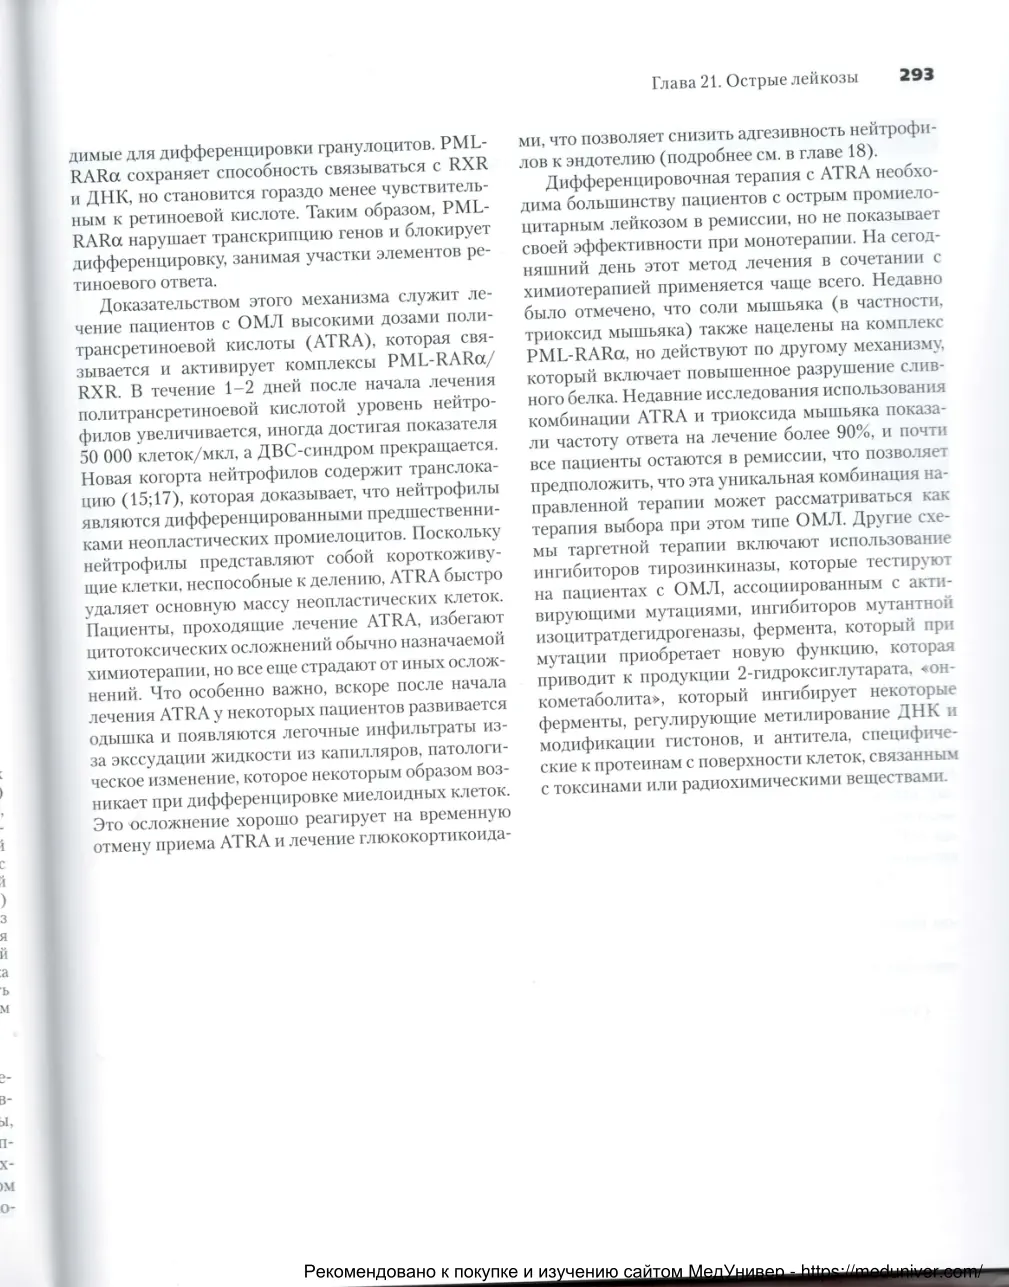 Глава 21. Острые лейкозы 293
димые для дифференцировки гранулоцитов. PML-
RARα сохраняет способность связываться с RXR
и ДНК, но становится гораздо менее чувствитель-
ным к ретиноевой кислоте. Таким образом, PML-
RARα нарушает транскрипцию генов и блокирует
дифференцировку, занимая участки элементов ре-
тиноевого ответа.
Доказательством этого механизма служит ле-
чение пациентов с ОМЛ высокими дозами поли-
трансретиноевой кислоты (ATRA), которая свя-
зывается и активирует комплексы PML-RARα/
RXR. В течение 1–2 дней после начала лечения
политрансретиноевой кислотой уровень нейтро-
филов увеличивается, иногда достигая показателя
50 000 клеток/мкл, а ДВС-синдром прекращается.
Новая когорта нейтрофилов содержит транслока-
цию (15;17), которая доказывает, что нейтрофилы
являются дифференцированными предшественни-
ками неопластических промиелоцитов. Поскольку
нейтрофилы представляют собой короткоживу-
щие клетки, неспособные к делению, ATRA быстро
удаляет основную массу неопластических клеток.
Пациенты, проходящие лечение ATRA, избегают
цитотоксических осложнений обычно назначаемой
химиотерапии, но все еще страдают от иных ослож-
нений. Что особенно важно, вскоре после начала
лечения ATRA у некоторых пациентов развивается
одышка и появляются легочные инфильтраты из-
за экссудации жидкости из капилляров, патологи-
ческое изменение, которое некоторым образом воз-
никает при дифференцировке миелоидных клеток.
Это осложнение хорошо реагирует на временную
отмену приема ATRA и лечение глюкокортикоида-
ми, что позволяет снизить адгезивность нейтрофи-
лов к эндотелию (подробнее см. в главе 18).
Дифференцировочная терапия с ATRA необхо-
дима большинству пациентов с острым промиело-
цитарным лейкозом в ремиссии, но не показывает
своей эффективности при монотерапии. На сегод-
няшний день этот метод лечения в сочетании с
химиотерапией применяется чаще всего. Недавно
было отмечено, что соли мышьяка (в частности,
триоксид мышьяка) также нацелены на комплекс
PML-RARα, но действуют по другому механизму,
который включает повышенное разрушение слив-
ного белка. Недавние исследования использования
комбинации ATRA и триоксида мышьяка показа-
ли частоту ответа на лечение более 90%, и почти
все пациенты остаются в ремиссии, что позволяет
предположить, что эта уникальная комбинация на-
правленной терапии может рассматриваться как
терапия выбора при этом типе ОМЛ. Другие схе-
мы таргетной терапии включают использование
ингибиторов тирозинкиназы, которые тестируют
на пациентах с ОМЛ, ассоциированным с акти-
вирующими мутациями, ингибиторов мутантной
изоцитратдегидрогеназы, фермента, который при
мутации приобретает новую функцию, которая
приводит к продукции 2-гидроксиглутарата, «он-
кометаболита», который ингибирует некоторые
ферменты, регулирующие метилирование ДНК и
модификации гистонов, и антитела, специфиче-
ские к протеинам с поверхности клеток, связанным
с токсинами или радиохимическими веществами.
Рекомендовано к покупке и изучению сайтом МедУнивер - https://meduniver.com/